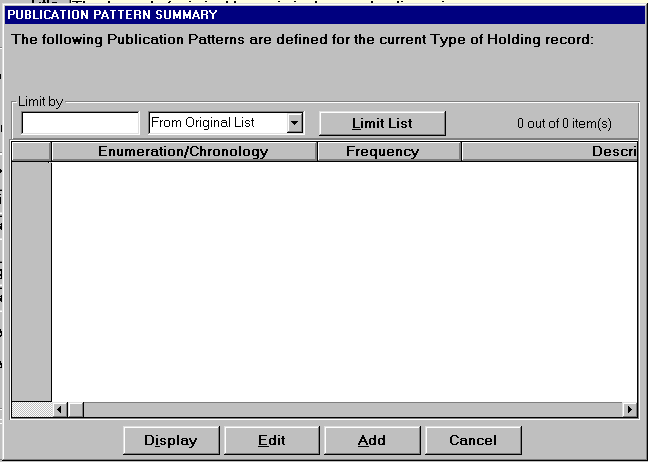 PUBLICATION PATTERN SUMMARY
The following Publication Patterns are defined for the current Type of Holding record:
Limit by
From Original List
Limit List
0 out of 0 item(s)
Enumeration/Chronology Frequency Descri
Display Edit Add Cancel